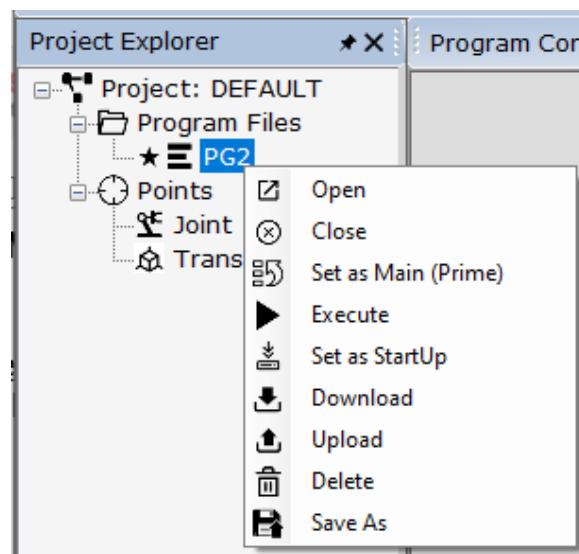 Project Explorer
Program Cor
Project: DEFAULT
Program Files
PG2
Points
Joint
Trans
Open
Close
Set as Main (Prime)
Execute
Set as StartUp
Download
Upload
Delete
Save As